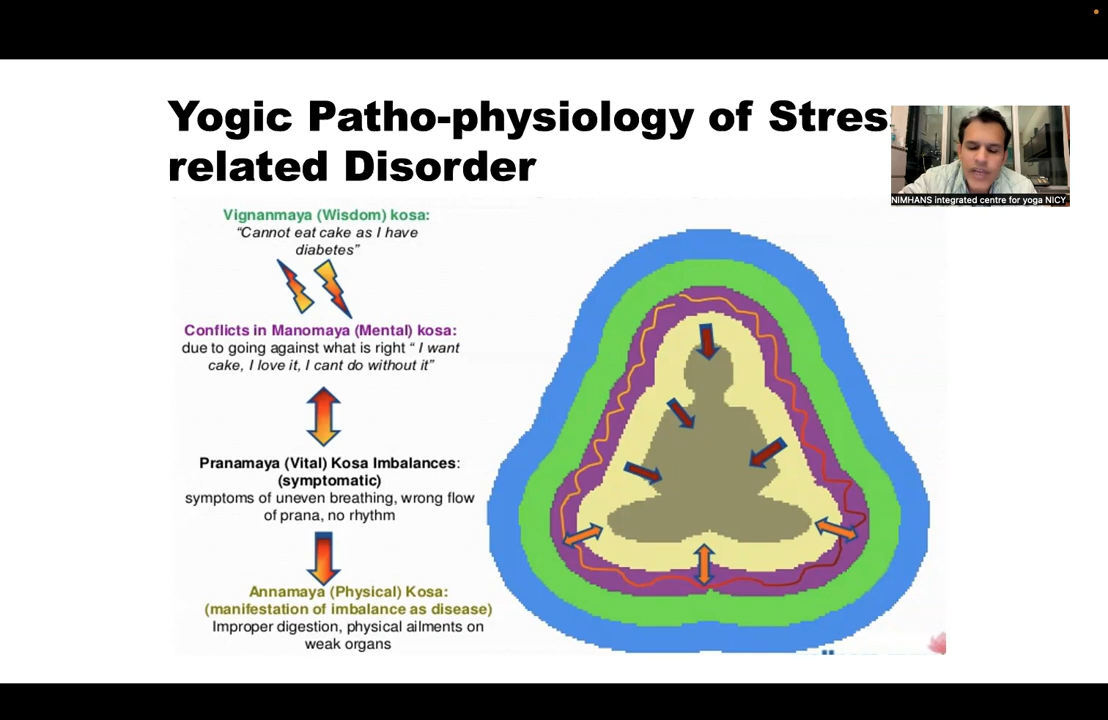 Yogic Patho-physiology of Stres
related Disorder
NIMHANS integrated centre for yoga NICY
Vignanmaya (Wisdom) kosa:
“Cannot eat cake as I have
diabetes”
Conflicts in Manomaya (Mental) kosa:
due to going against what is right “ I want
cake, I love it, I cant do without it”
Pranamaya (Vital) Kosa Imbalances:
(symptomatic)
symptoms of uneven breathing, wrong flow
of prana, no rhythm
Annamaya (Physical) Kosa:
(manifestation of imbalance as disease)
Improper digestion, physical ailments on
weak organs